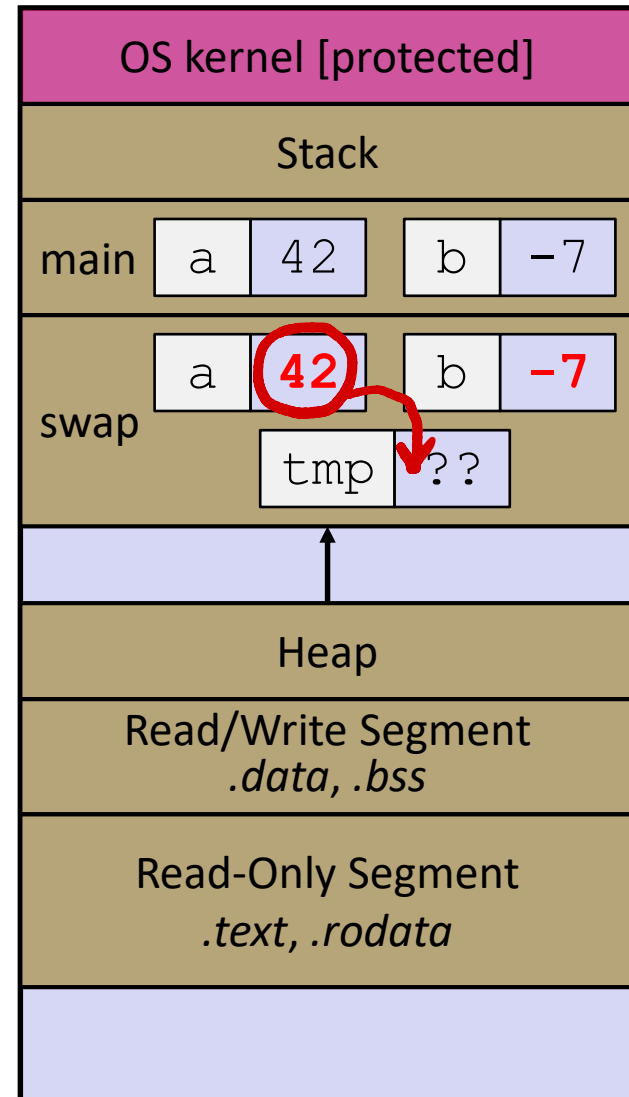 OS kernel [protected]
Stack
main a 42 b -7
a 42 b -7
swap
tmp ??
Heap
Read/Write Segment
.data, .bss
Read-Only Segment
.text, .rodata